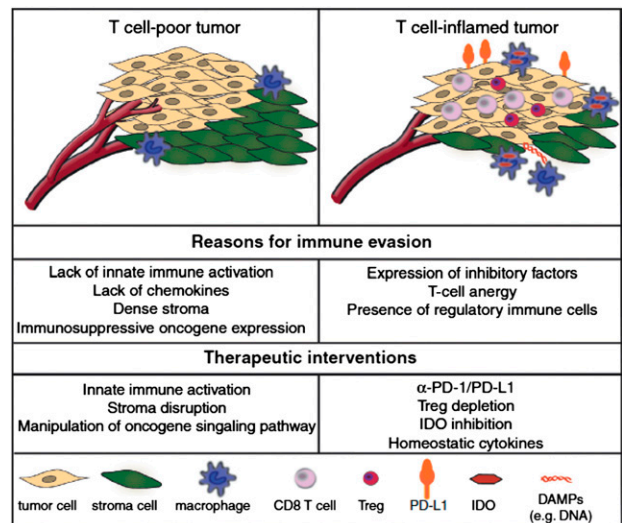 T cell-poor tumor
T cell-inflamed tumor
Reasons for immune evasion
Lack of innate immune activation
Lack of chemokines
Dense stroma
Immunosuppressive oncogene expression
Expression of inhibitory factors
T-cell anergy
Presence of regulatory immune cells
Therapeutic interventions
Innate immune activation
Stroma disruption
Manipulation of oncogene singaling pathway
α-PD-1/PD-L1
Treg depletion
IDO inhibition
Homeostatic cytokines
tumor cell
stroma cell
macrophage
CD8 T cell
Treg
PD-L1
IDO
DAMPs
(e.g. DNA)